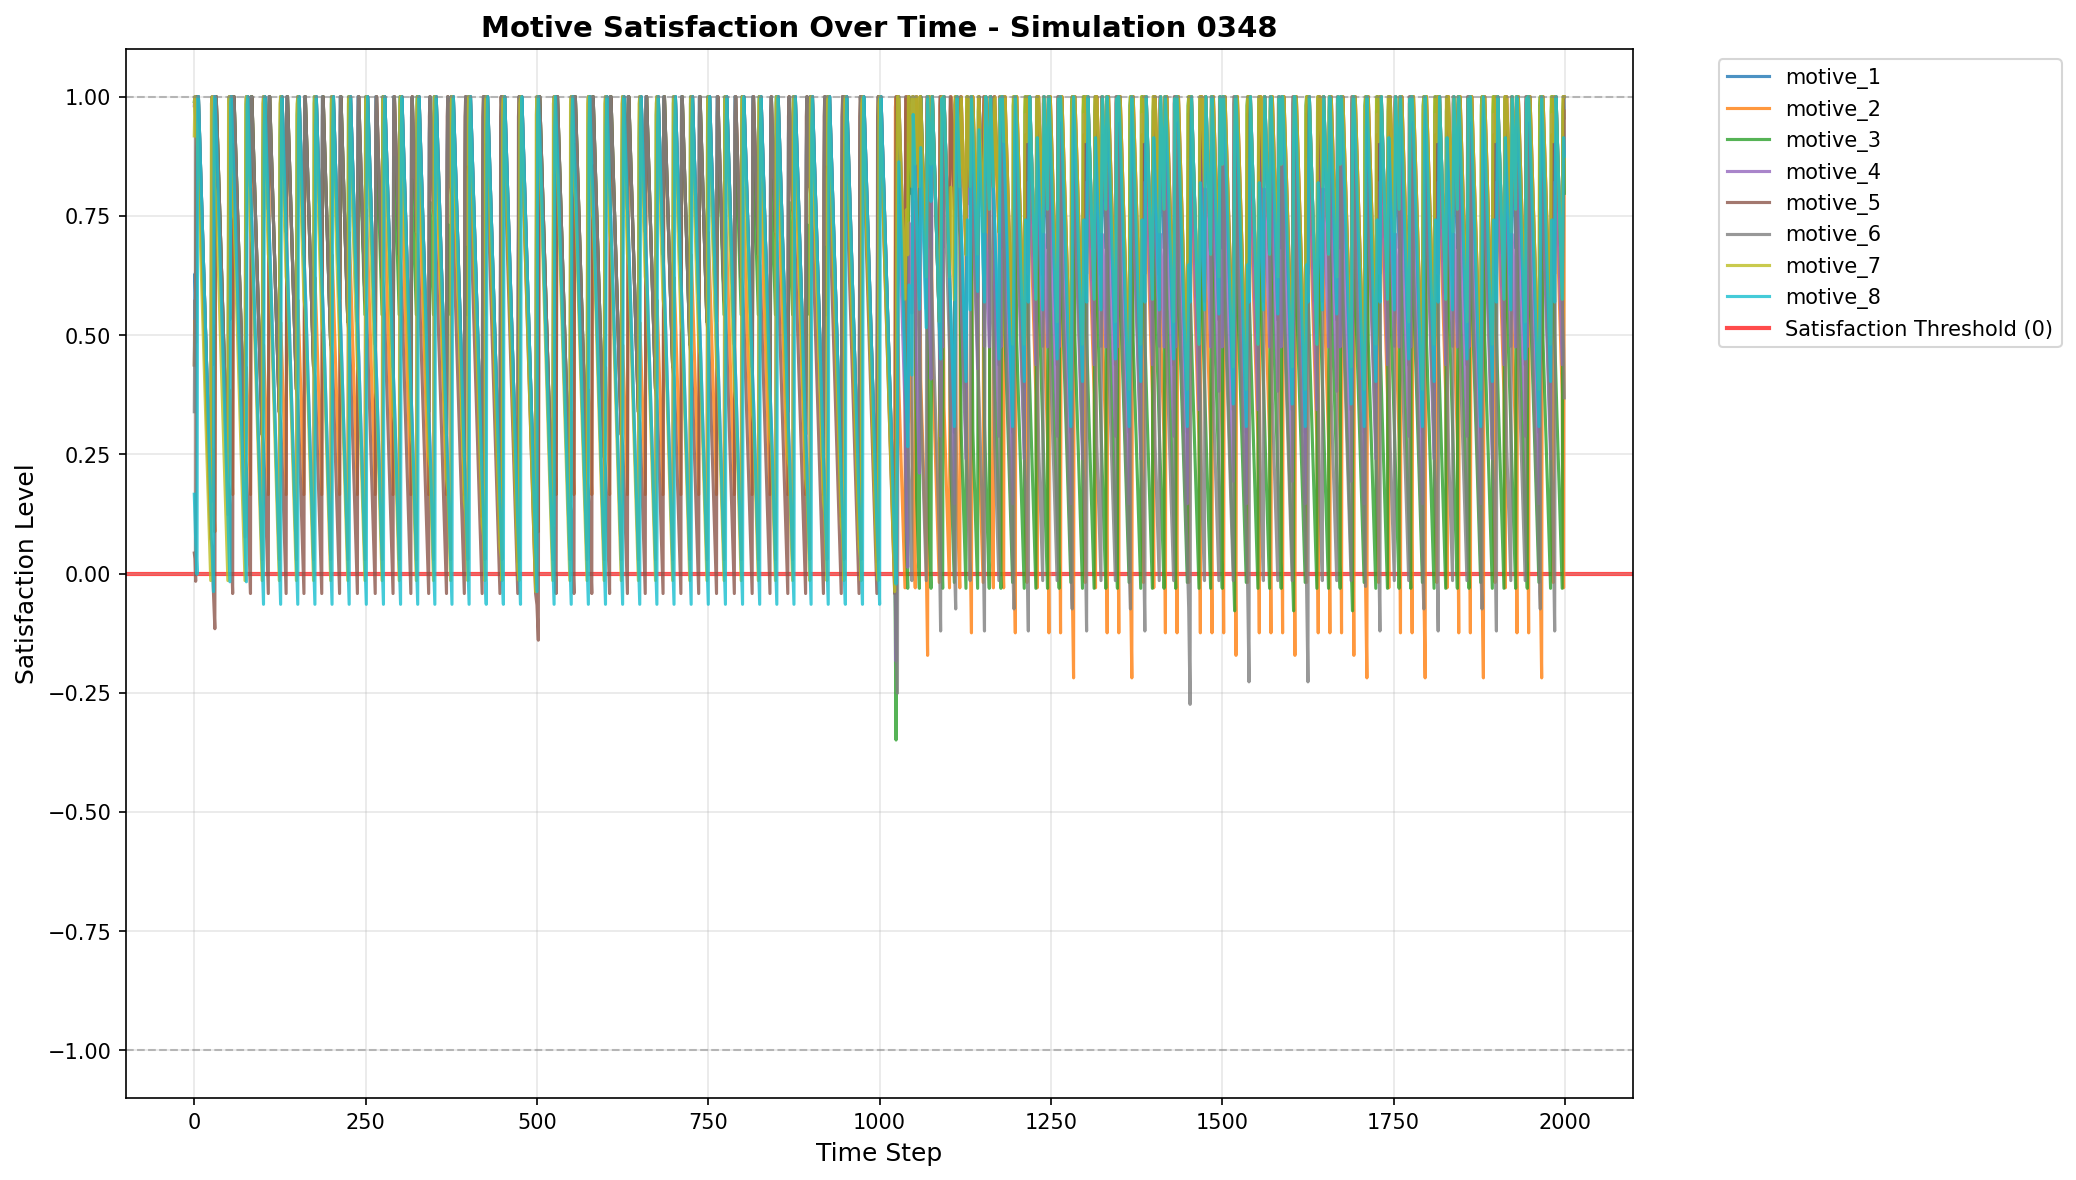 Motive Satisfaction Over Time - Simulation 0348
Satisfaction Level
1.00
0.75
0.50
0.25
0.00
−0.25
−0.50
−0.75
−1.00
0
250
500
750
1000
1250
1500
1750
2000
Time Step
motive_1
motive_2
motive_3
motive_4
motive_5
motive_6
motive_7
motive_8
Satisfaction Threshold (0)